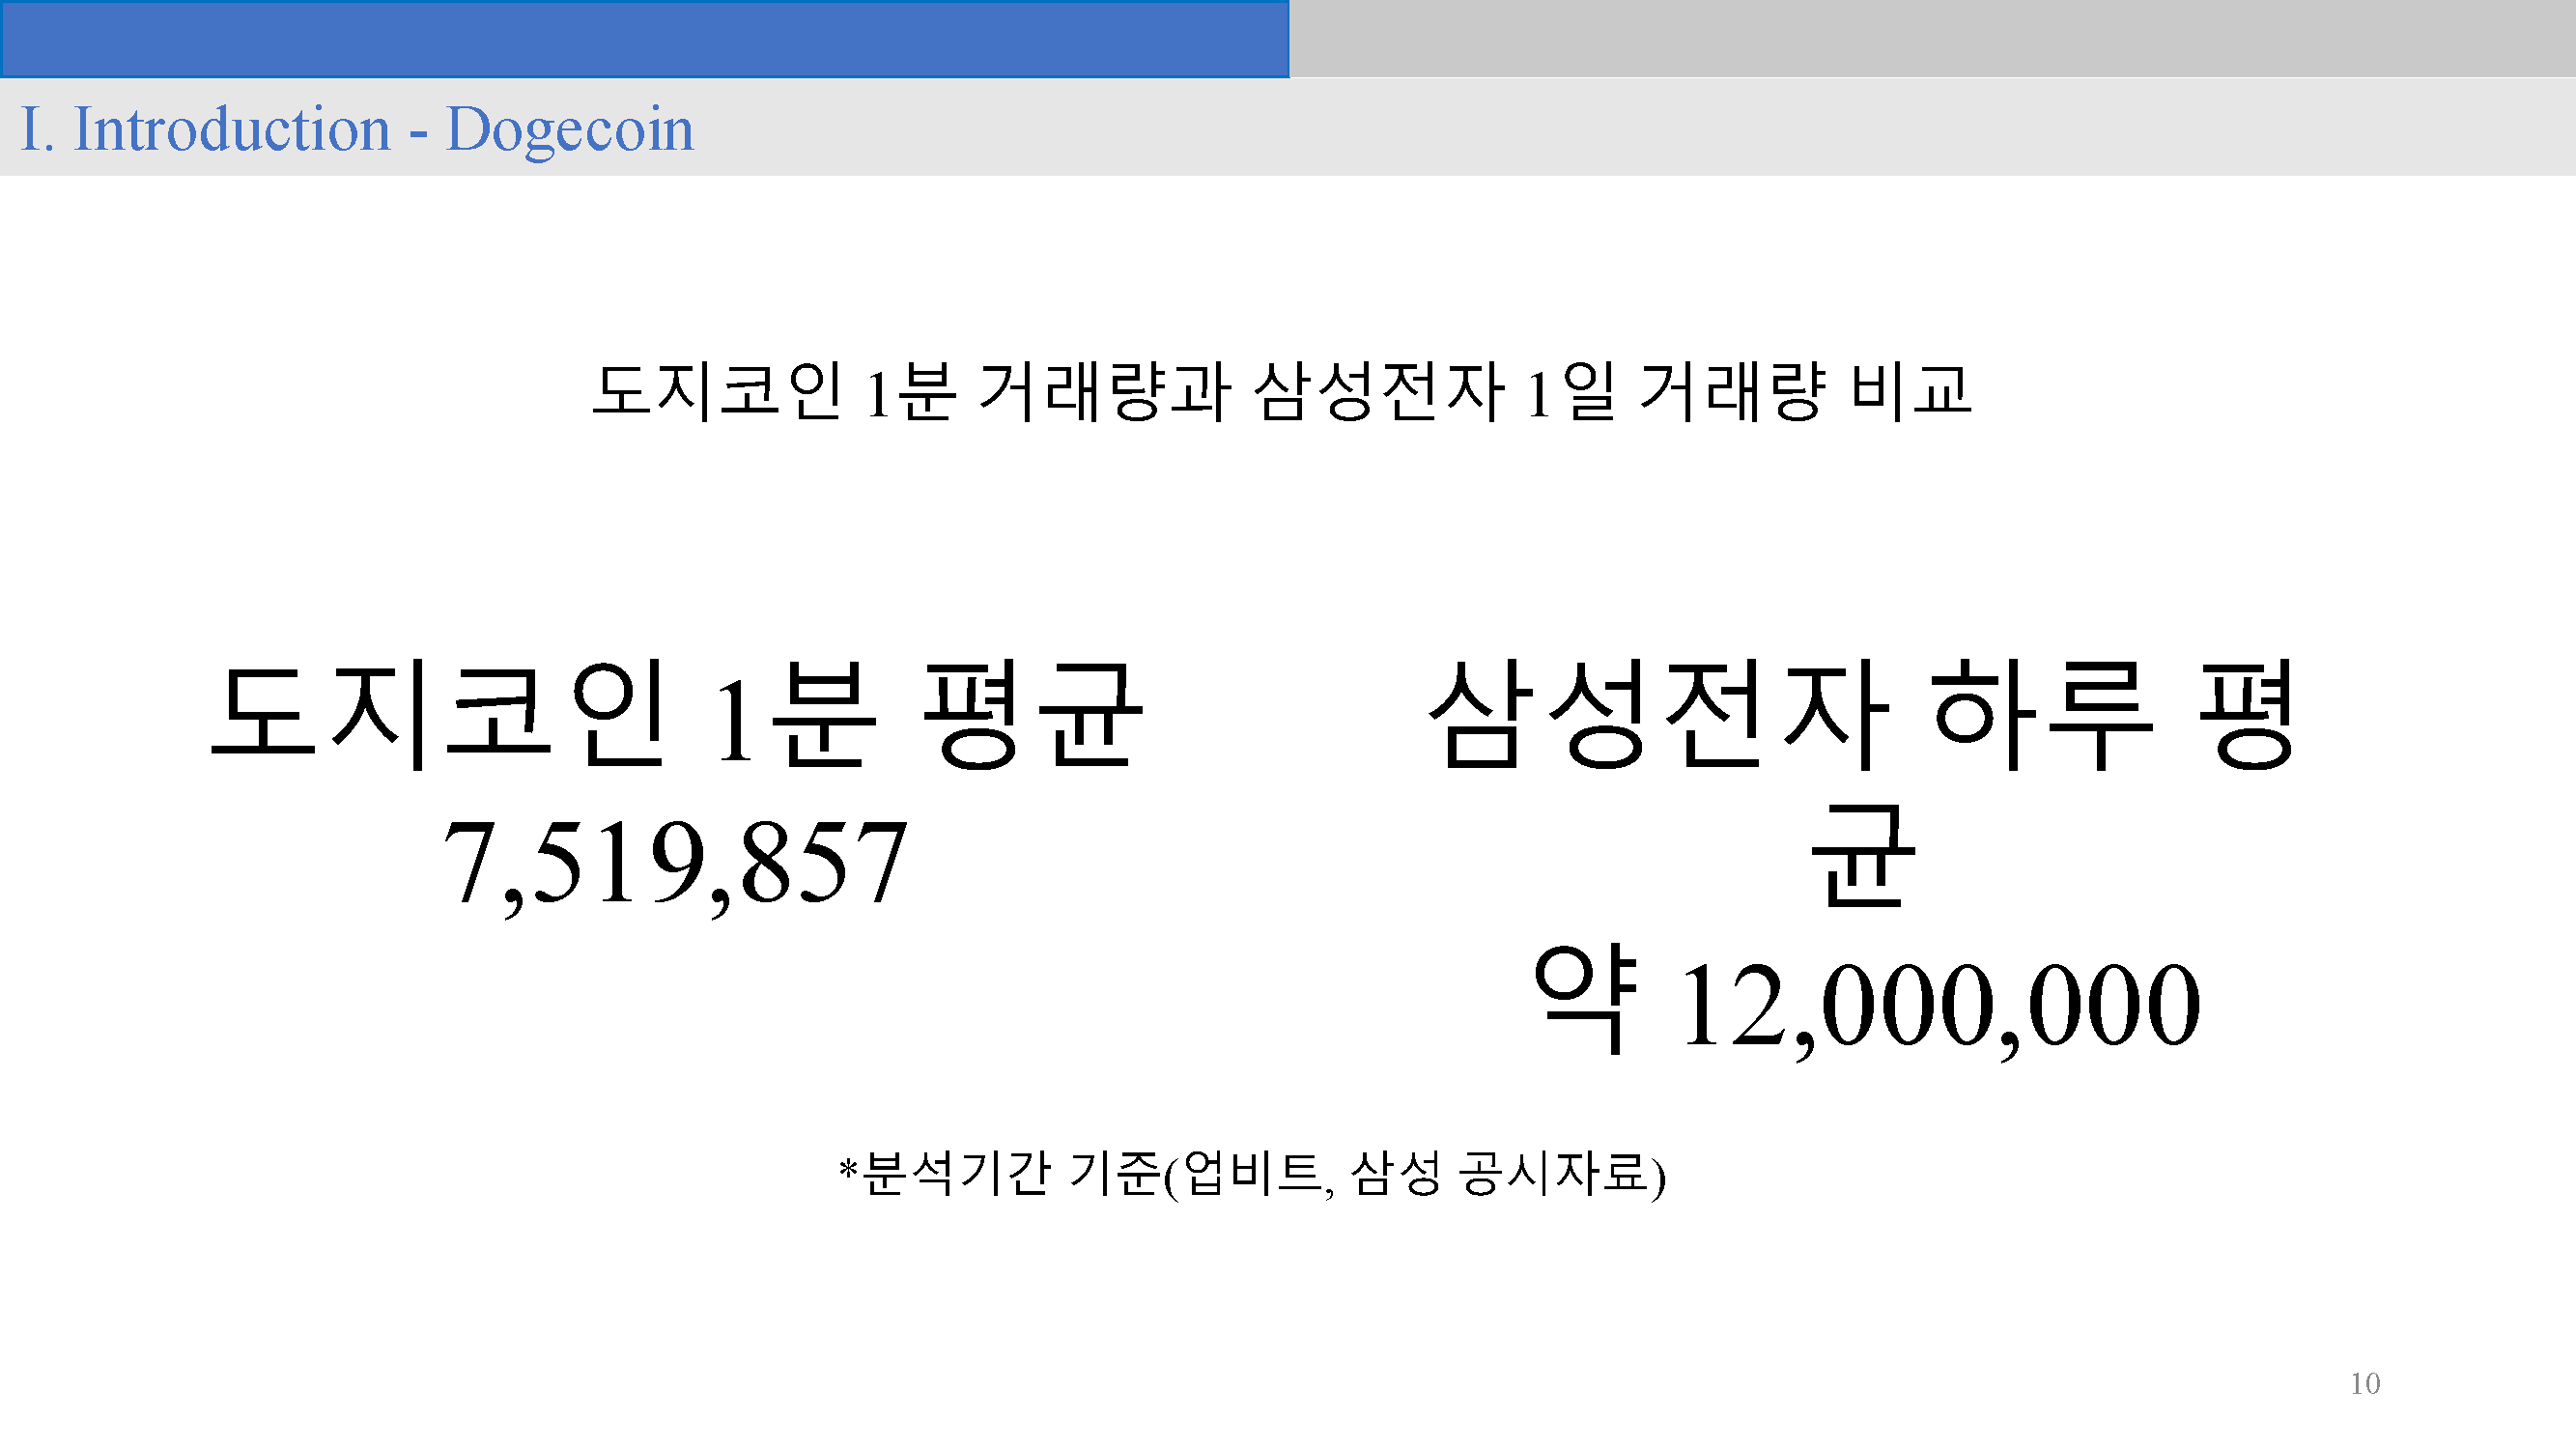 I. Introduction - Dogecoin
도지코인 1분 거래량과 삼성전자 1일 거래량 비교
도지코인 1분 평균
7,519,857
삼성전자 하루 평
균
약 12,000,000
*분석기간 기준(업비트, 삼성 공시자료)
10